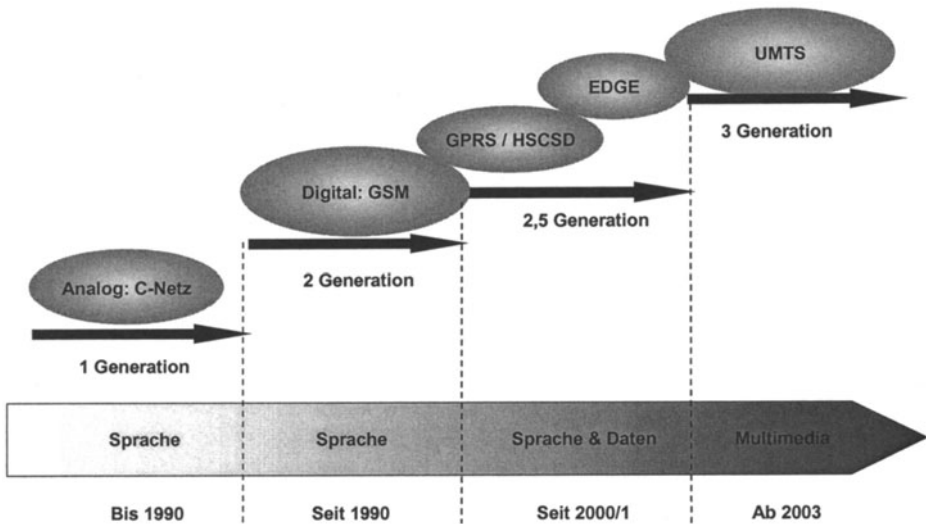 UMTS
EDGE
3 Generation
GPRS / HSCSD
Digital: GSM
2,5 Generation
2 Generation
Analog: C-Netz
1 Generation
Sprache
Sprache
Sprache & Daten
Multimedia
Bis 1990
Seit 1990
Seit 2000/1
Ab 2003